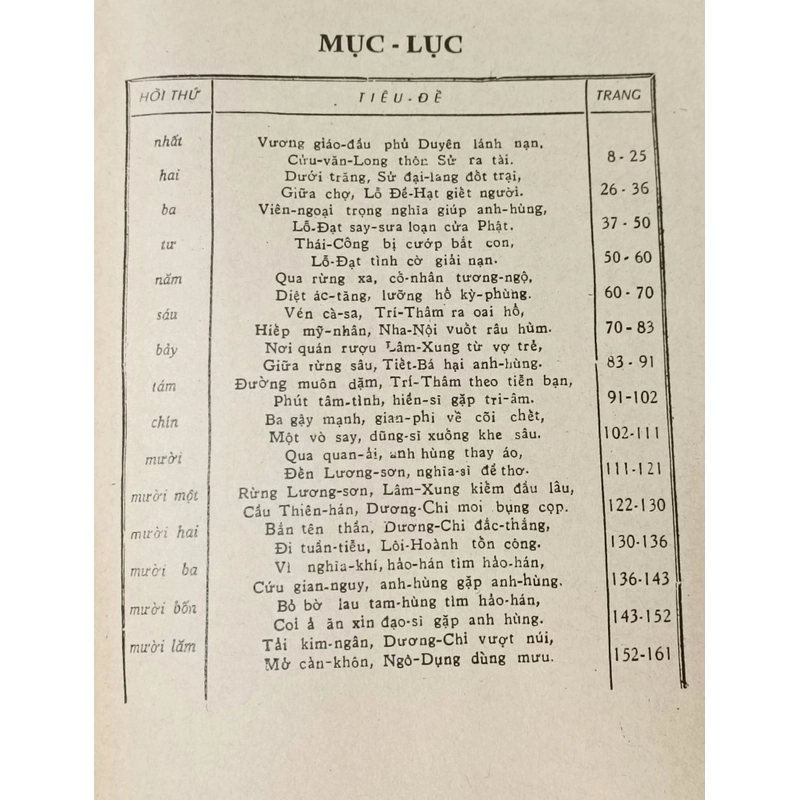 MỤC - LỤC
HỒI THỨ TIÊU-ĐỀ TRANG
nhất Vương giáo-đầu phủ Duyên lánh nạn,
Cửu-văn-Long thôn Sử ra tài. 8 - 25
hai Dưới trăng, Sử đại-lang đốt trại,
Giữa chợ, Lỗ Đề-Hạt giết người. 26 - 36
ba Viên-ngoại trọng nghĩa giúp anh-hùng,
Lỗ-Đạt say-sưa loạn cửa Phật. 37 - 50
tư Thái-Công bị cướp bắt con,
Lỗ-Đạt tình cờ giải nạn. 50 - 60
năm Qua rừng xa, cố-nhân tương-ngộ,
Diệt ác-tăng, lưỡng hổ kỳ-phùng. 60 - 70
sáu Vén cà-sa, Trí-Thâm ra oai hổ,
Hiếp mỹ-nhân, Nha-Nội vuốt râu hùm. 70 – 83
bảy Nơi quán rượu Lâm-Xung từ vợ trẻ,
Giữa rừng sâu, Tiết-Bá hại anh-hùng. 83 - 91
tám Đường muôn dặm, Trí-Thâm theo tiễn bạn,
Phút tâm-tình, hiền-sĩ gặp tri-âm. 91-102
chín Ba gậy mạnh, gian-phi về cõi chết,
Một vò say, dũng-sĩ xuống khe sâu. 102-111
mười Qua quan-ải, anh hùng thay áo,
Đền Lương-sơn, nghĩa-sĩ đề thơ. 111-121
mười một Rừng Lương-sơn, Lâm-Xung kiếm đầu lâu,
Cầu Thiên-hán, Dương-Chí moi bụng cọp. 122-130
mười hai Bắn tên thần, Dương-Chí đắc-thắng,
Đi tuần-tiễu, Lôi-Hoành tốn công. 130-136
mười ba Vì nghĩa-khí, hảo-hán tìm hảo-hán,
Cứu gian-nguy, anh-hùng gặp anh-hùng. 136-143
mười bốn Bỏ bờ lau tam-hùng tìm hảo-hán,
Coi ả ăn xin đạo-sĩ gặp anh hùng. 143-152
mười lăm Tải kim-ngân, Dương-Chí vượt núi,
Mở càn-khôn, Ngô-Dụng dùng mưu. 152-161